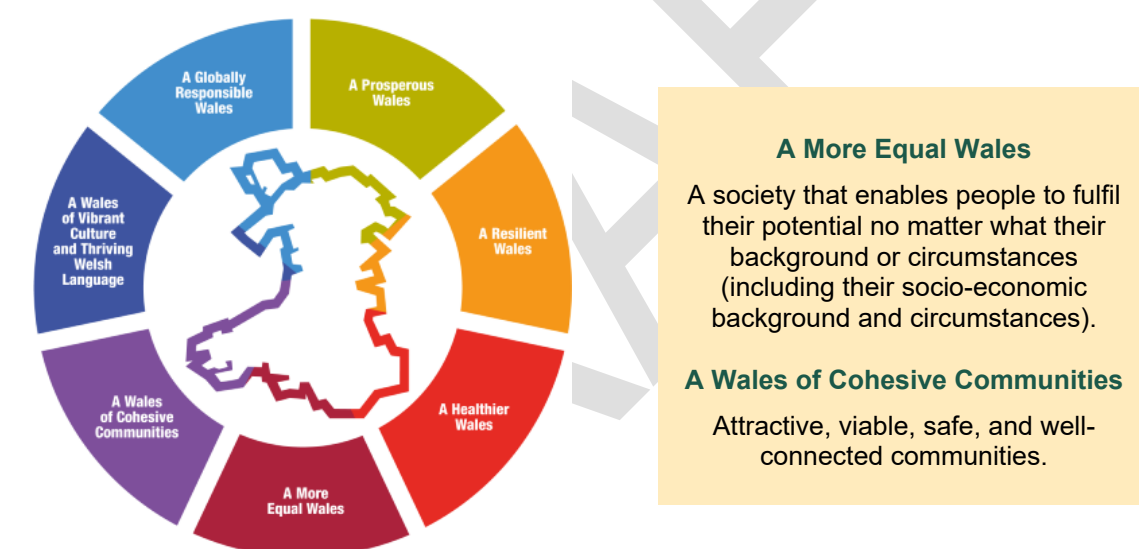 A Globally
Responsible
Wales
A Prosperous
Wales
A Resilient
Wales
A Healthier
Wales
A More
Equal Wales
A Wales
of Cohesive
Communities
A Wales
of Vibrant
Culture
and Thriving
Welsh
Language
A More Equal Wales
A society that enables people to fulfil
their potential no matter what their
background or circumstances
(including their socio-economic
background and circumstances).
A Wales of Cohesive Communities
Attractive, viable, safe, and well-
connected communities.